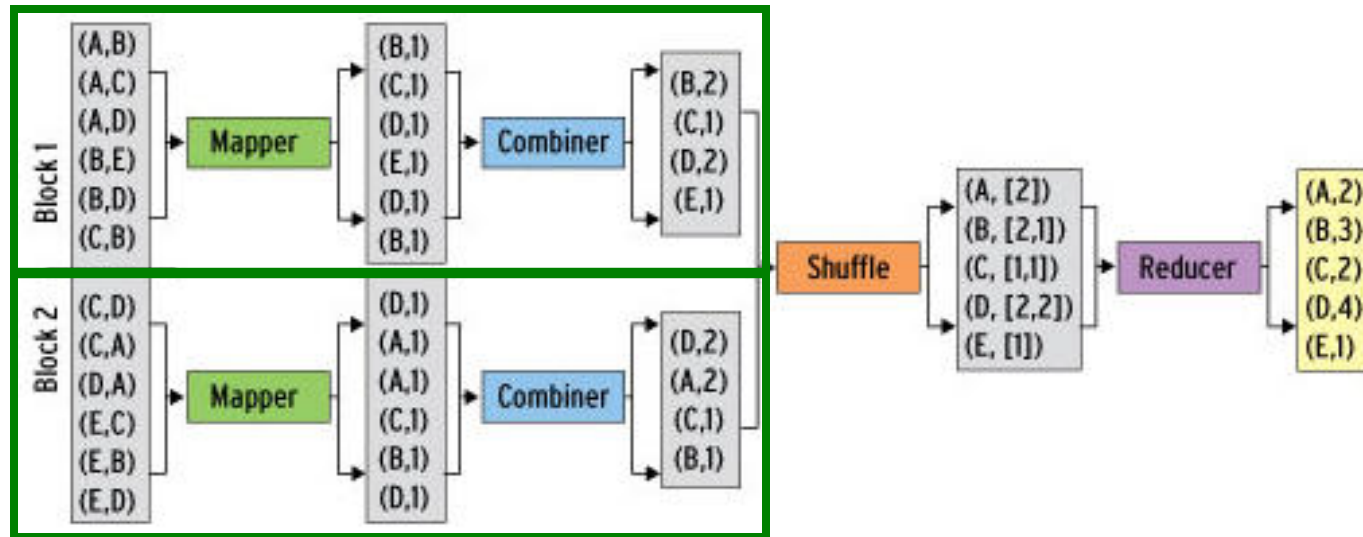 Block 1
(A,B)
(A,C)
(A,D)
(B,E)
(B,D)
(C,B)
Mapper
(B,1)
(C,1)
(D,1)
(E,1)
(D,1)
(B,1)
Combiner
(B,2)
(C,1)
(D,2)
(E,1)
Block 2
(C,D)
(C,A)
(D,A)
(E,C)
(E,B)
(E,D)
Mapper
(D,1)
(A,1)
(A,1)
(C,1)
(B,1)
(D,1)
Combiner
(D,2)
(A,2)
(C,1)
(B,1)
Shuffle
(A, [2])
(B, [2,1])
(C, [1,1])
(D, [2,2])
(E, [1])
Reducer
(A,2)
(B,3)
(C,2)
(D,4)
(E,1)